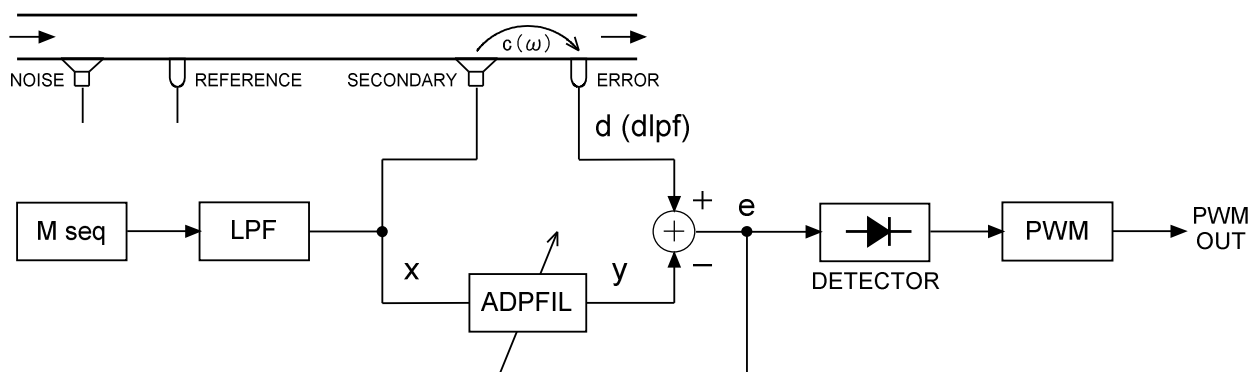 c(ω)
NOISE
REFERENCE
SECONDARY
ERROR
d (dlpf)
M seq
LPF
+
+
e
−
DETECTOR
PWM
PWM
OUT
x
ADPFIL
y